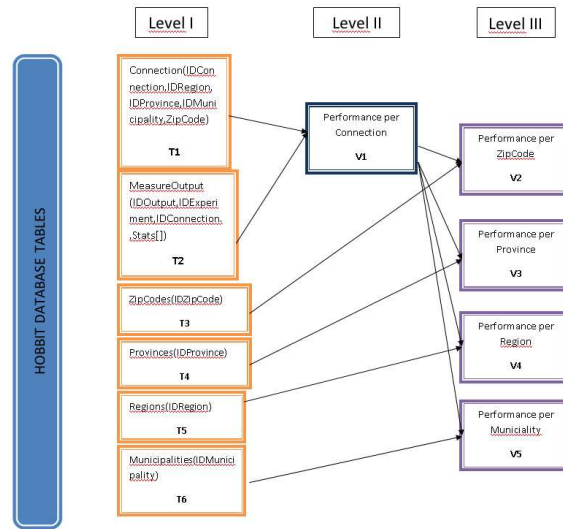 Level I
Level II
Level III
HOBBIT DATABASE TABLES
Connection(IDCon
nection,IDRegion,
IDProvince,IDMuni
cipality,ZipCode)
T1
MeasureOutput
(IDOutput,IDExper
iment,IDConnection.
,Stats[])
T2
ZipCodes(IDZipCode)
T3
Provinces(IDProvince)
T4
Regions(IDRegion)
T5
Municipalities(IDMunici
pality)
T6
Performance per
Connection
V1
Performance per
ZipCode
V2
Performance per
Province
V3
Performance per
Region
V4
Performance per
Municiality
V5